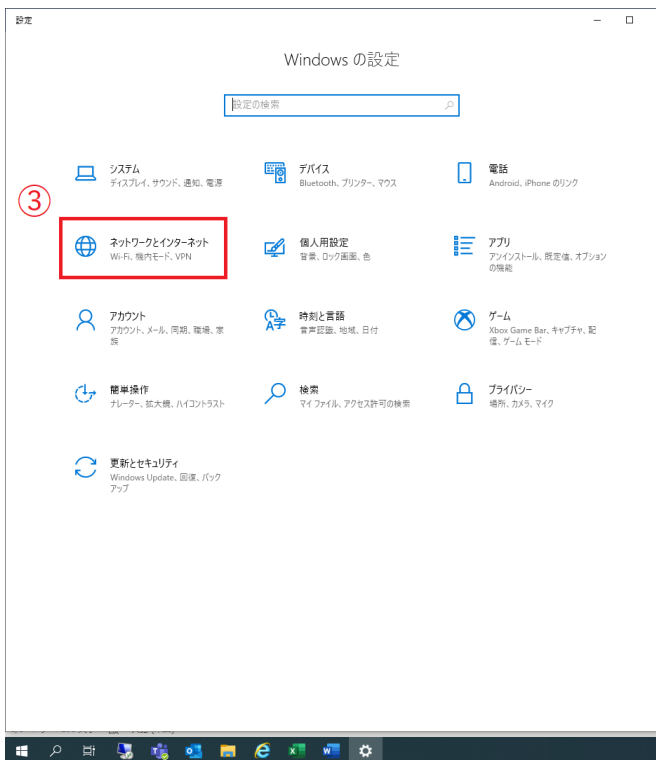 設定
Windows の設定
設定の検索
システム
ディスプレイ、サウンド、通知、電源
デバイス
Bluetooth、プリンター、マウス
電話
Android、iPhone のリンク
③
ネットワークとインターネット
Wi-Fi、機内モード、VPN
個人用設定
背景、ロック画面、色
アプリ
アンインストール、既定値、オプション
の機能
アカウント
アカウント、メール、同期、職場、家
族
時刻と言語
音声認識、地域、日付
ゲーム
Xbox Game Bar、キャプチャ、配
信、ゲーム モード
簡単操作
ナレーター、拡大鏡、ハイコントラスト
検索
マイ ファイル、アクセス許可の検索
プライバシー
場所、カメラ、マイク
更新とセキュリティ
Windows Update、回復、バック
アップ